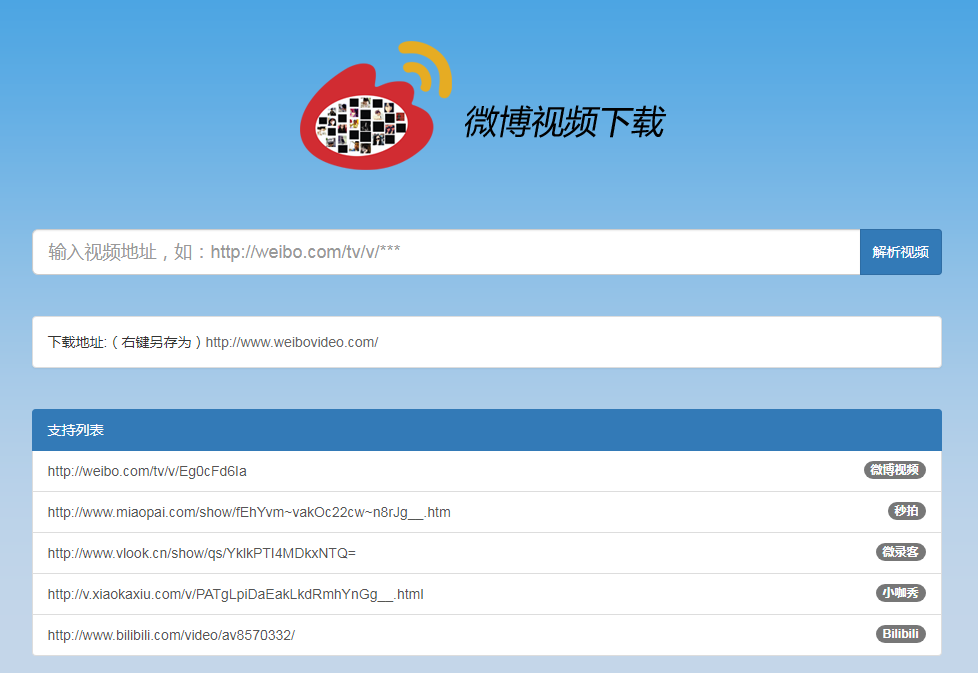 微博视频下载
输入视频地址，如：http://weibo.com/tv/v/***
解析视频
下载地址:（右键另存为）http://www.weibovideo.com/
支持列表
http://weibo.com/tv/v/Eg0cFd6Ia 微博视频
http://www.miaopai.com/show/fEhYvm~vakOc22cw~n8rJg__.htm 秒拍
http://www.vlook.cn/show/qs/YklkPTI4MDkxNTQ= 微录客
http://v.xiaokaxiu.com/v/PATgLpiDaEakLkdRmhYnGg__.html 小咖秀
http://www.bilibili.com/video/av8570332/ Bilibili